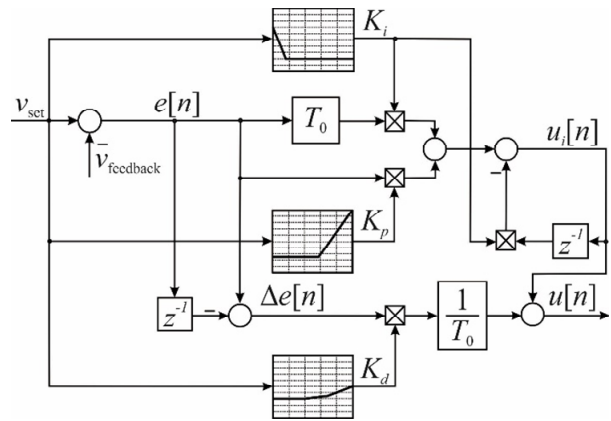 K_i
v_set
e[n]
T_0
u_i[n]
v̄_feedback
-
K_p
z^-1
z^-1
-
Δe[n]
1
T_0
u[n]
K_d